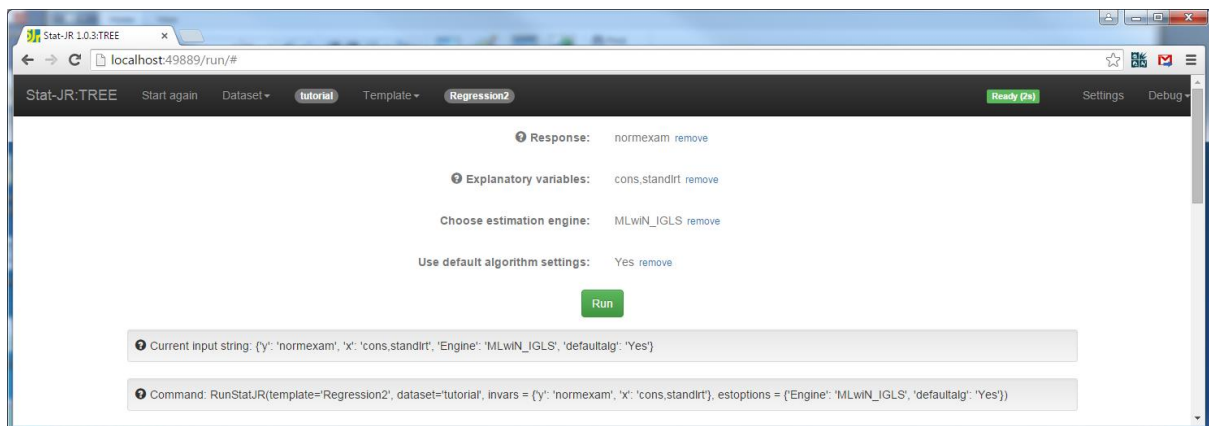 Stat-JR 1.0.3:TREE
localhost:49889/run/#
Stat-JR:TREE Start again Dataset tutorial Template Regression2 Ready (2s) Settings Debug
Response: normexam remove
Explanatory variables: cons,standlrt remove
Choose estimation engine: MLwiN_IGLS remove
Use default algorithm settings: Yes remove
Run
Current input string: {'y': 'normexam', 'x': 'cons,standlrt', 'Engine': 'MLwiN_IGLS', 'defaultalg': 'Yes'}
Command: RunStatJR(template='Regression2', dataset='tutorial', invars = {'y': 'normexam', 'x': 'cons,standlrt'}, estoptions = {'Engine': 'MLwiN_IGLS', 'defaultalg': 'Yes'})